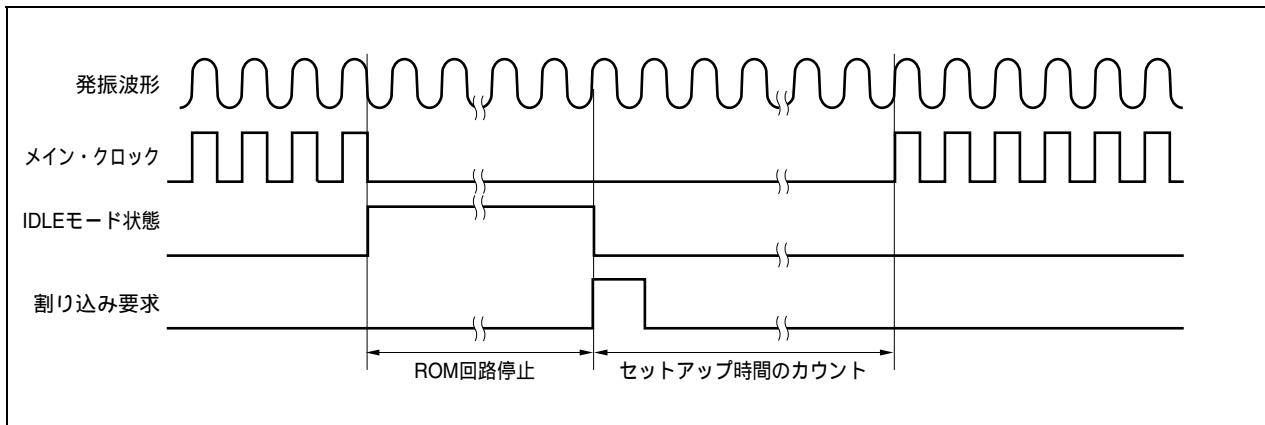 発振波形
メイン・クロック
IDLEモード状態
割り込み要求
ROM回路停止
セットアップ時間のカウント